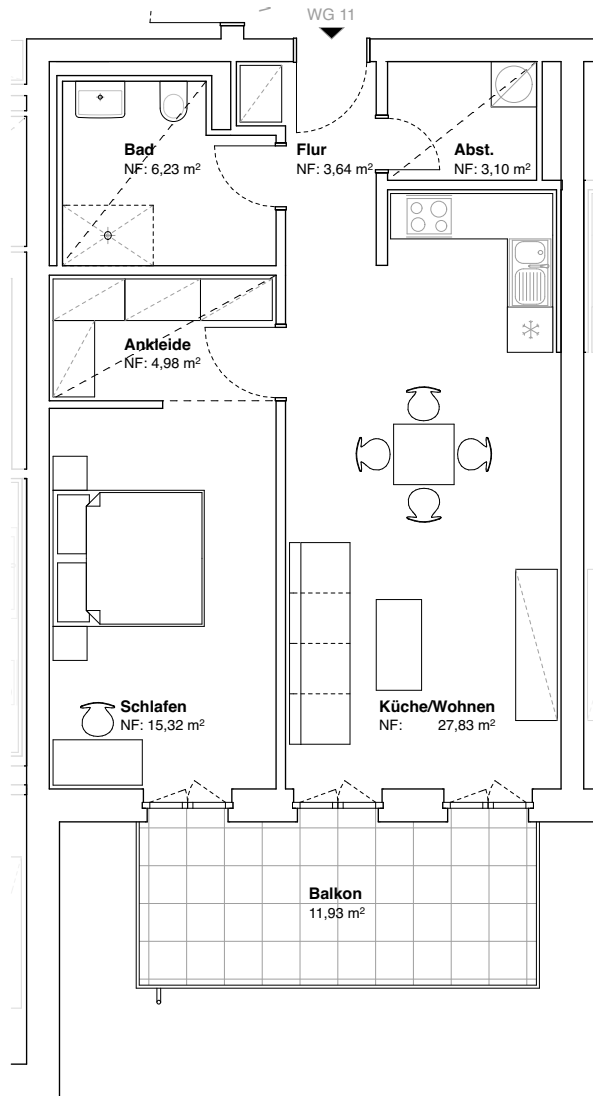 WG 11
Bad
NF: 6,23 m²
Flur
NF: 3,64 m²
Abst.
NF: 3,10 m²
Ankleide
NF: 4,98 m²
Schlafen
NF: 15,32 m²
Küche/Wohnen
NF: 27,83 m²
Balkon
11,93 m²